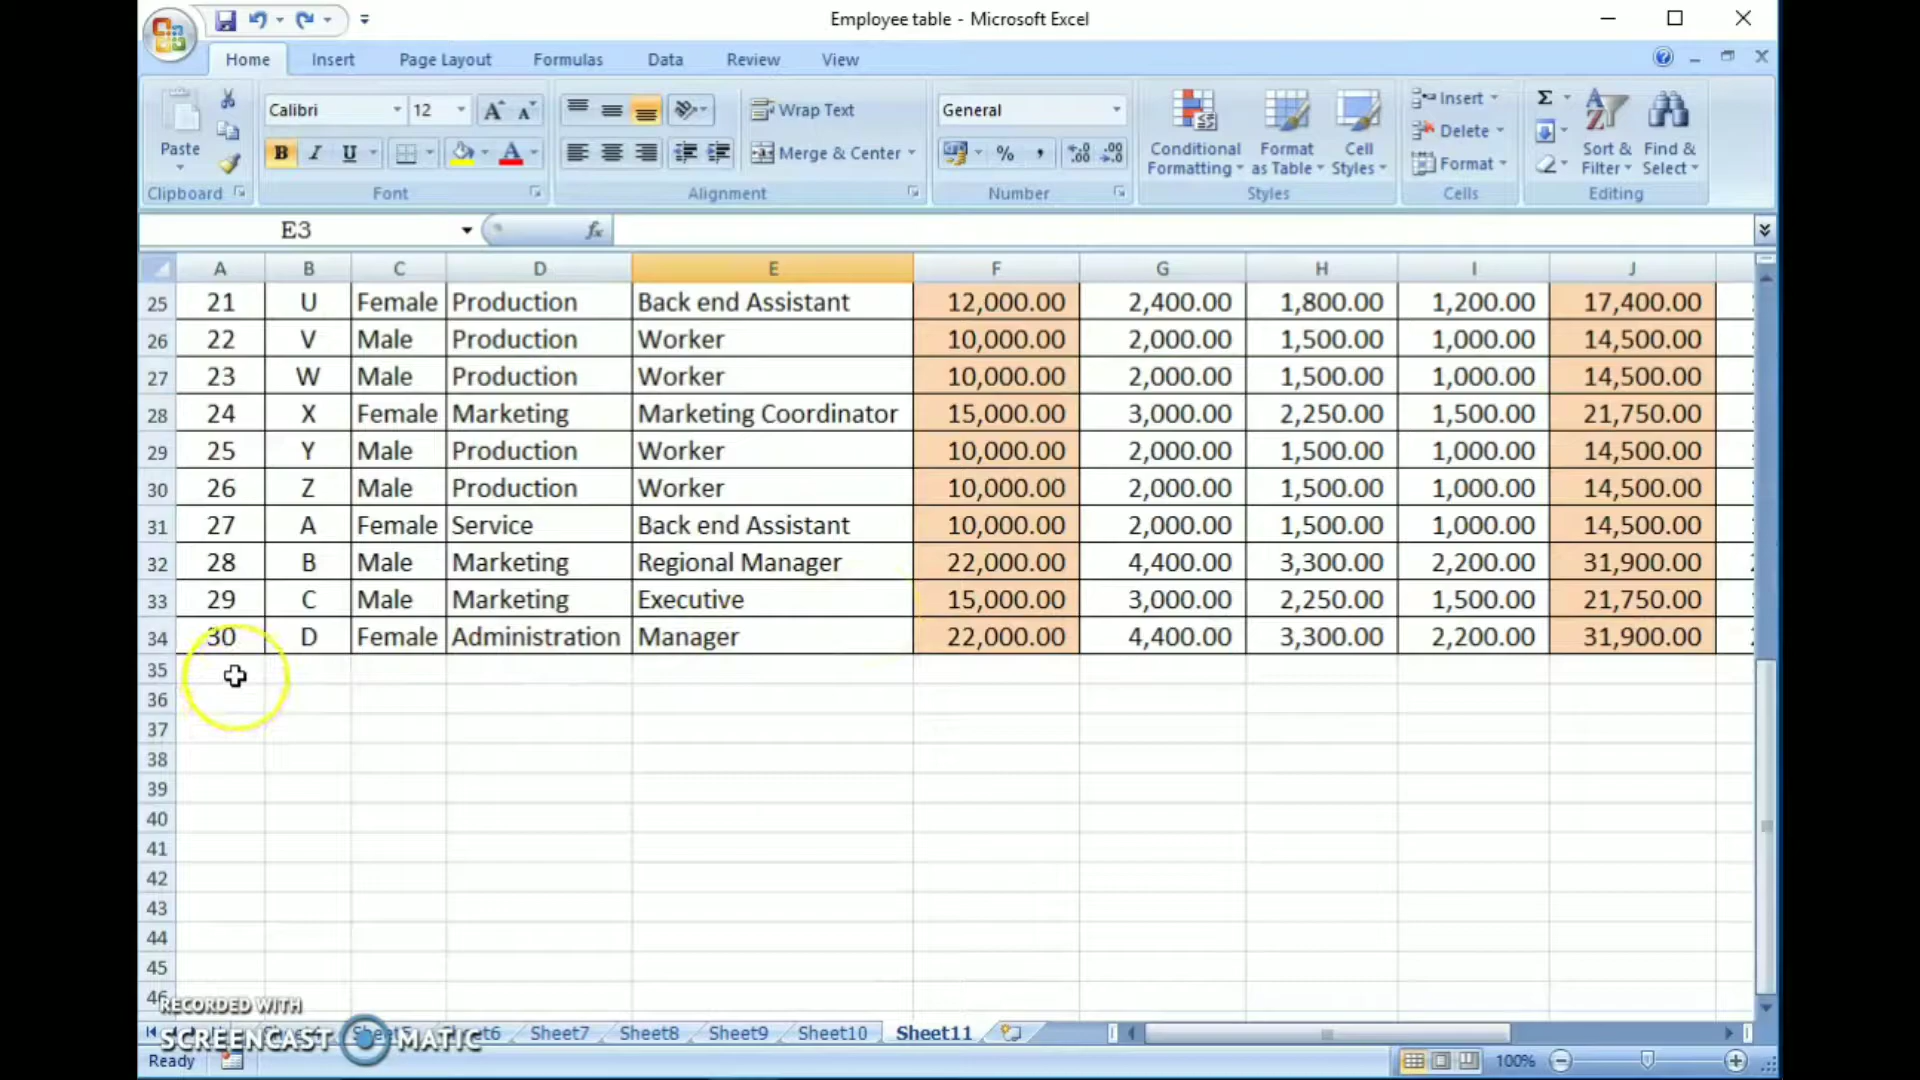 Employee table - Microsoft Excel
Home Insert Page Layout Formulas Data Review View
Calibri 12 Wrap Text General Insert Σ
Paste B I U Merge & Center % , Conditional Formatting Format as Table Cell Styles Delete Sort & Filter Find & Select
Format
Clipboard Font Alignment Number Styles Cells Editing
E3 fx
A B C D E F G H I J
25 21 U Female Production Back end Assistant 12,000.00 2,400.00 1,800.00 1,200.00 17,400.00
26 22 V Male Production Worker 10,000.00 2,000.00 1,500.00 1,000.00 14,500.00
27 23 W Male Production Worker 10,000.00 2,000.00 1,500.00 1,000.00 14,500.00
28 24 X Female Marketing Marketing Coordinator 15,000.00 3,000.00 2,250.00 1,500.00 21,750.00
29 25 Y Male Production Worker 10,000.00 2,000.00 1,500.00 1,000.00 14,500.00
30 26 Z Male Production Worker 10,000.00 2,000.00 1,500.00 1,000.00 14,500.00
31 27 A Female Service Back end Assistant 10,000.00 2,000.00 1,500.00 1,000.00 14,500.00
32 28 B Male Marketing Regional Manager 22,000.00 4,400.00 3,300.00 2,200.00 31,900.00
33 29 C Male Marketing Executive 15,000.00 3,000.00 2,250.00 1,500.00 21,750.00
34 30 D Female Administration Manager 22,000.00 4,400.00 3,300.00 2,200.00 31,900.00
35
36
37
38
39
40
41
42
43
44
45
46
RECORDED WITH
SCREENCAST MATIC
Sheet7 Sheet8 Sheet9 Sheet10 Sheet11
Ready 100%